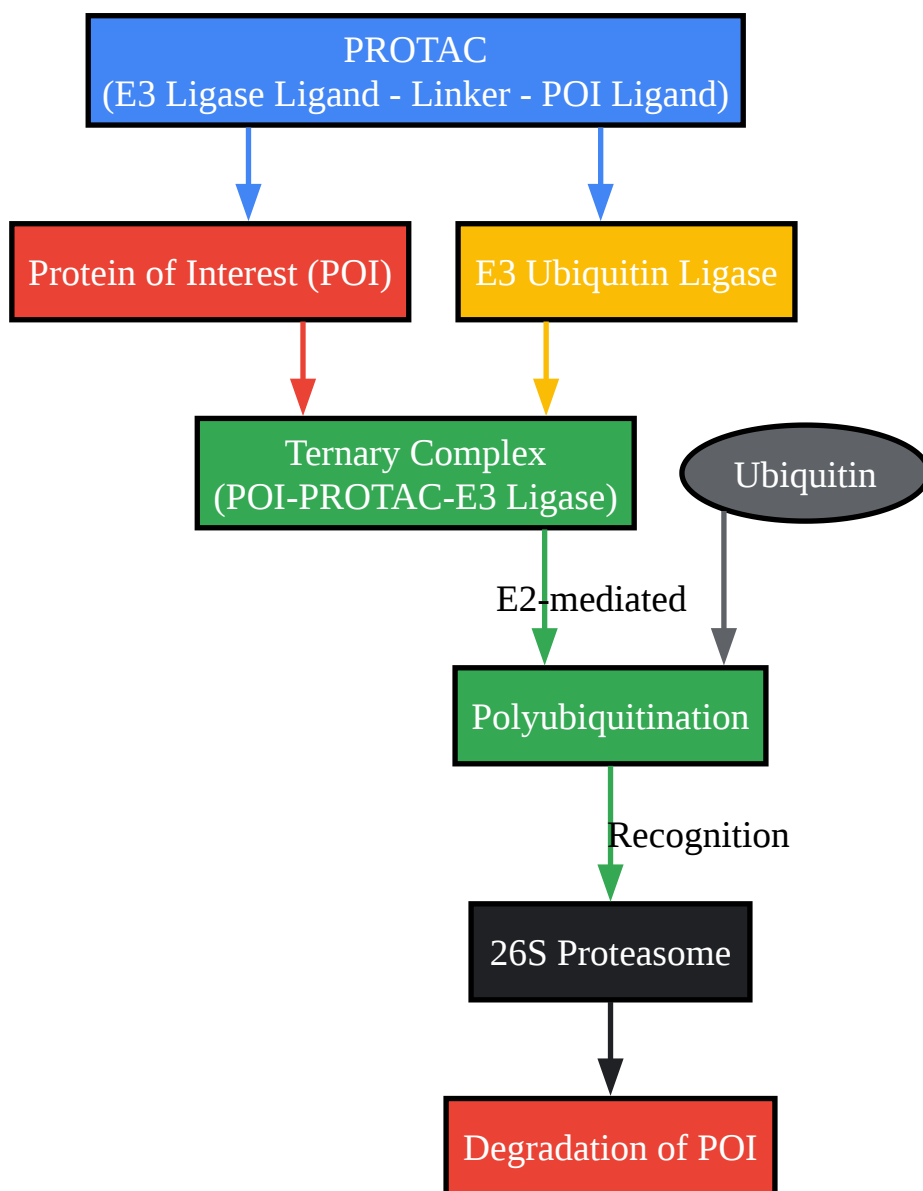 PROTAC
(E3 Ligase Ligand - Linker - POI Ligand)
Protein of Interest (POI)
E3 Ubiquitin Ligase
Ternary Complex
(POI-PROTAC-E3 Ligase)
Ubiquitin
E2-mediated
Polyubiquitination
Recognition
26S Proteasome
Degradation of POI